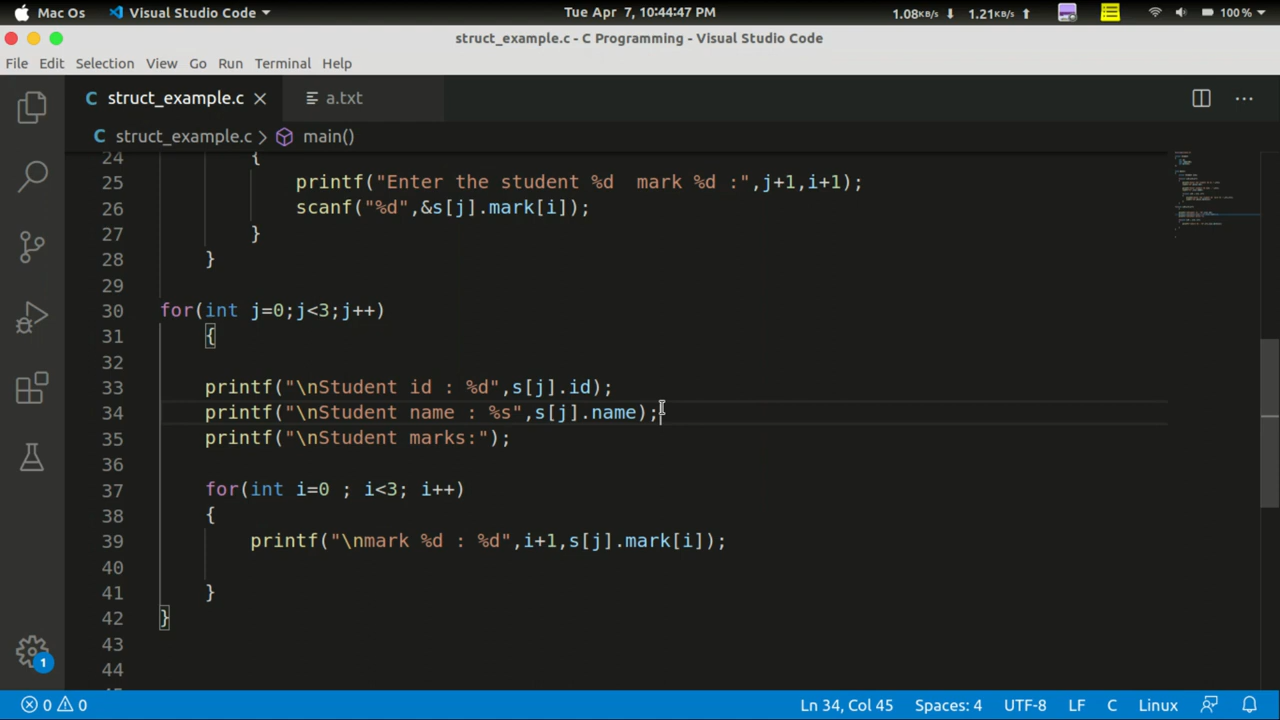 Mac Os Visual Studio Code Tue Apr 7, 10:44:47 PM 1.08KB/s 1.21KB/s 100 %
struct_example.c - C Programming - Visual Studio Code
File Edit Selection View Go Run Terminal Help
C struct_example.c a.txt
C struct_example.c > main()
24 {
25 printf("Enter the student %d  mark %d :",j+1,i+1);
26 scanf("%d",&s[j].mark[i]);
27 }
28 }
29
30 for(int j=0;j<3;j++)
31 {
32
33 printf("\nStudent id : %d",s[j].id);
34 printf("\nStudent name : %s",s[j].name);
35 printf("\nStudent marks:");
36
37 for(int i=0 ; i<3; i++)
38 {
39 printf("\nmark %d : %d",i+1,s[j].mark[i]);
40
41 }
42 }
43
44
1
0 0 Ln 34, Col 45 Spaces: 4 UTF-8 LF C Linux